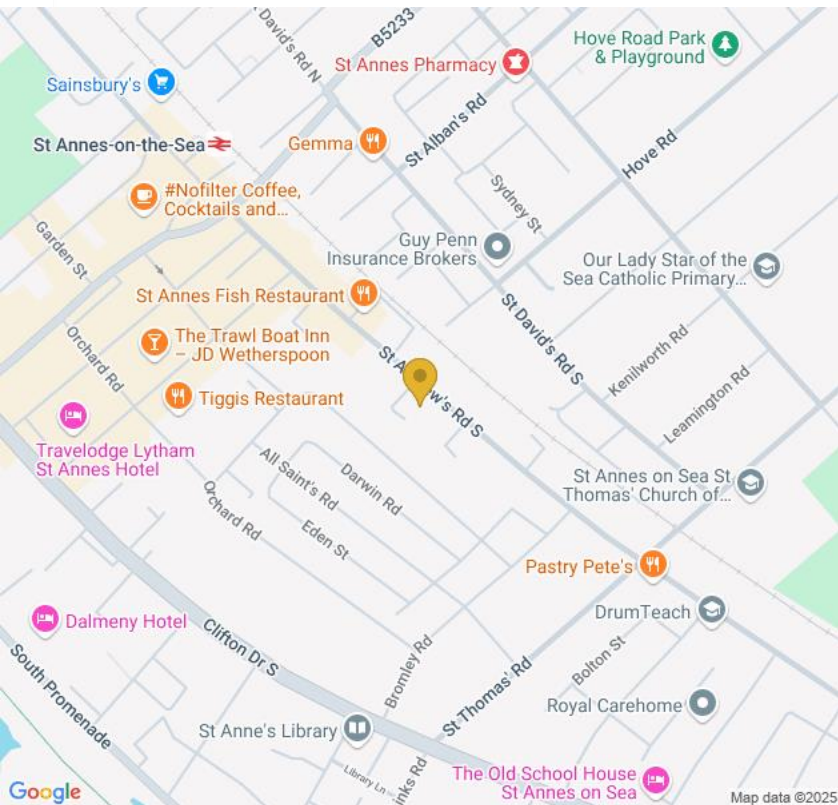 St David's Rd N
B5233
Hove Road Park
& Playground
St Annes Pharmacy
Sainsbury's
St Annes-on-the-Sea
Gemma
St Alban's Rd
Hove Rd
#Nofilter Coffee,
Cocktails and...
Sydney St
Garden St
Guy Penn
Insurance Brokers
Our Lady Star of the
Sea Catholic Primary...
St Annes Fish Restaurant
St David's Rd S
The Trawl Boat Inn
– JD Wetherspoon
Orchard Rd
St Andrew's Rd S
Kenilworth Rd
Leamington Rd
Tiggis Restaurant
Travelodge Lytham
St Annes Hotel
All Saint's Rd
Darwin Rd
St Annes on Sea St
Thomas' Church of...
Orchard Rd
Eden St
Pastry Pete's
DrumTeach
Dalmeny Hotel
Clifton Dr S
Bromley Rd
St Thomas' Rd
Bolton St
South Promenade
Royal Carehome
St Anne's Library
Library Ln
inks Rd
The Old School House
St Annes on Sea
Google
Map data ©2025